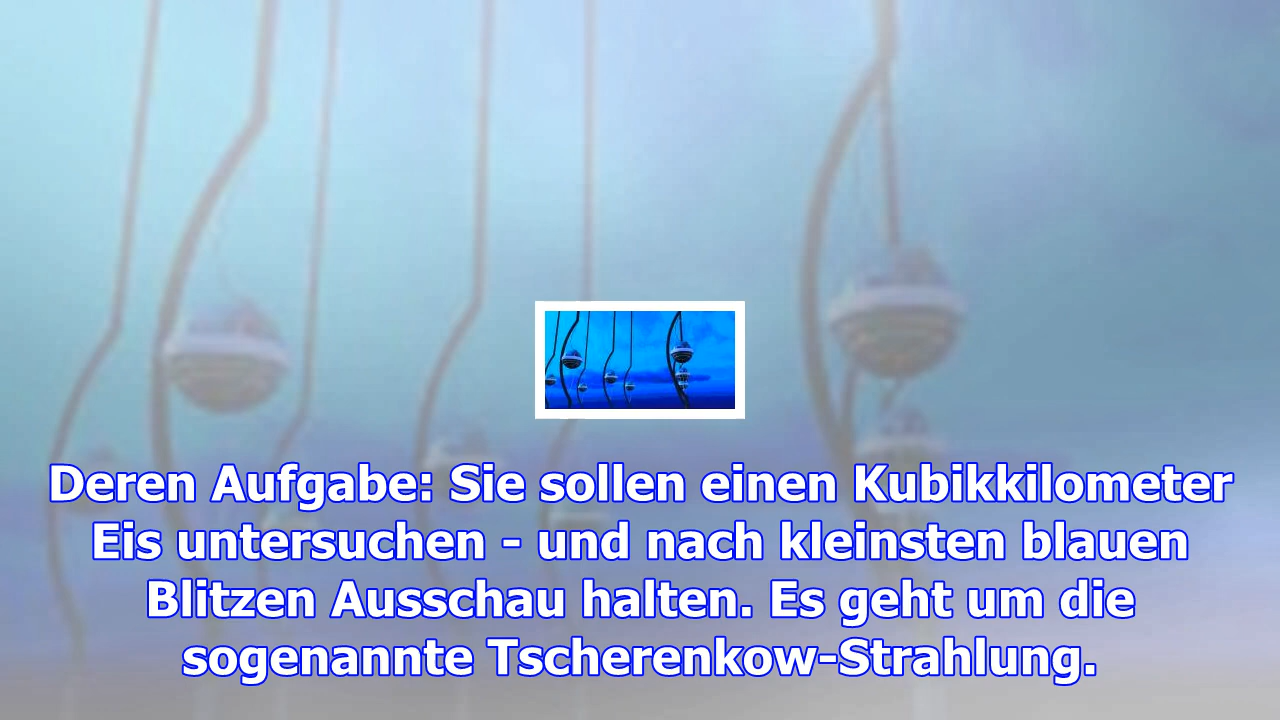 Deren Aufgabe: Sie sollen einen Kubikkilometer
Eis untersuchen - und nach kleinsten blauen
Blitzen Ausschau halten. Es geht um die
sogenannte Tscherenkow-Strahlung.